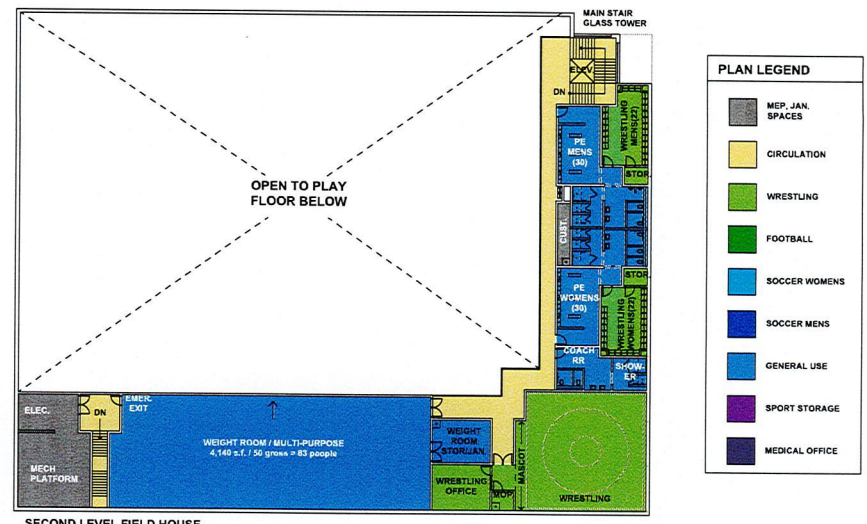 MAIN STAIR
GLASS TOWER
ELEV
DN
WRESTLING
MENS(22)
PE
MENS
(30)
STOR.
OPEN TO PLAY
FLOOR BELOW
CUST.
STOR.
PE
WOMENS
(30)
WRESTLING
WOMENS(22)
COACH
RR
SHOW-
ER
ELEC.
DN
EMER.
EXIT
WEIGHT ROOM / MULTI-PURPOSE
4,140 s.f. / 50 gross = 83 people
WEIGHT
ROOM
STOR/JAN.
MASCOT
MECH
PLATFORM
WRESTLING
OFFICE
MOP
WRESTLING
SECOND LEVEL FIELD HOUSE
PLAN LEGEND
MEP, JAN.
SPACES
CIRCULATION
WRESTLING
FOOTBALL
SOCCER WOMENS
SOCCER MENS
GENERAL USE
SPORT STORAGE
MEDICAL OFFICE